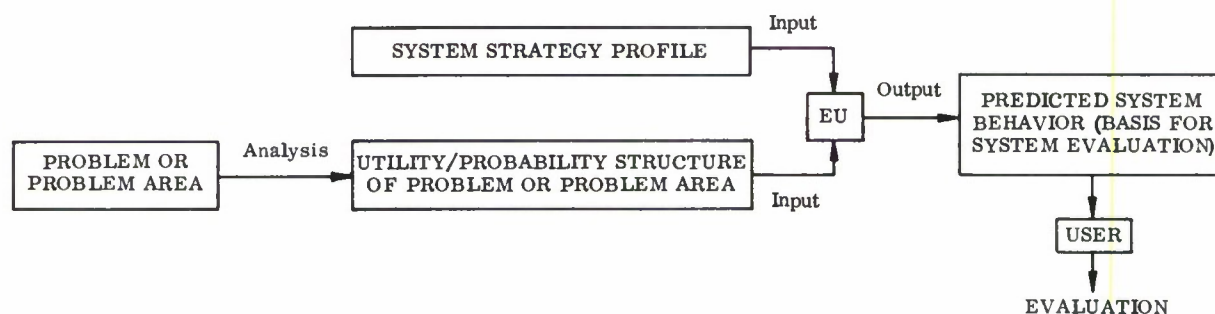 Input
SYSTEM STRATEGY PROFILE
EU
Output
PREDICTED SYSTEM
BEHAVIOR (BASIS FOR
SYSTEM EVALUATION)
PROBLEM OR
PROBLEM AREA
Analysis
UTILITY/PROBABILITY STRUCTURE
OF PROBLEM OR PROBLEM AREA
Input
USER
EVALUATION